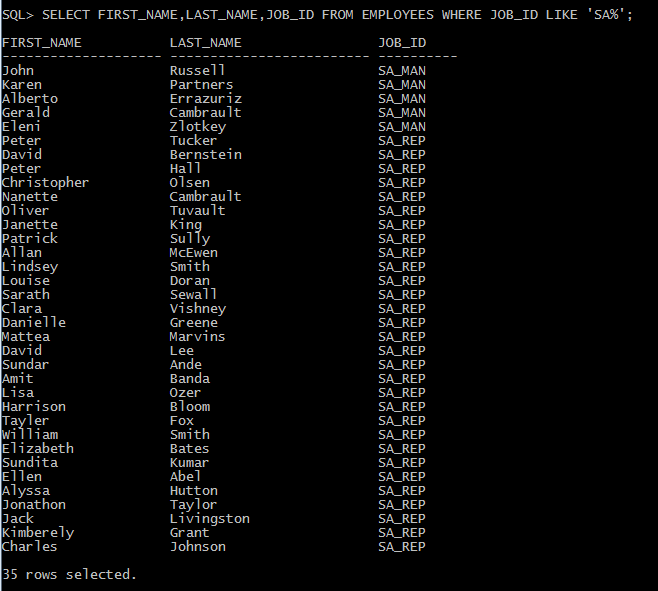 SQL> SELECT FIRST_NAME,LAST_NAME,JOB_ID FROM EMPLOYEES WHERE JOB_ID LIKE 'SA%';
FIRST_NAME LAST_NAME JOB_ID
-------------------- ------------------------- ----------
John Russell SA_MAN
Karen Partners SA_MAN
Alberto Errazuriz SA_MAN
Gerald Cambrault SA_MAN
Eleni Zlotkey SA_MAN
Peter Tucker SA_REP
David Bernstein SA_REP
Peter Hall SA_REP
Christopher Olsen SA_REP
Nanette Cambrault SA_REP
Oliver Tuvault SA_REP
Janette King SA_REP
Patrick Sully SA_REP
Allan McEwen SA_REP
Lindsey Smith SA_REP
Louise Doran SA_REP
Sarath Sewall SA_REP
Clara Vishney SA_REP
Danielle Greene SA_REP
Mattea Marvins SA_REP
David Lee SA_REP
Sundar Ande SA_REP
Amit Banda SA_REP
Lisa Ozer SA_REP
Harrison Bloom SA_REP
Tayler Fox SA_REP
William Smith SA_REP
Elizabeth Bates SA_REP
Sundita Kumar SA_REP
Ellen Abel SA_REP
Alyssa Hutton SA_REP
Jonathon Taylor SA_REP
Jack Livingston SA_REP
Kimberely Grant SA_REP
Charles Johnson SA_REP
35 rows selected.